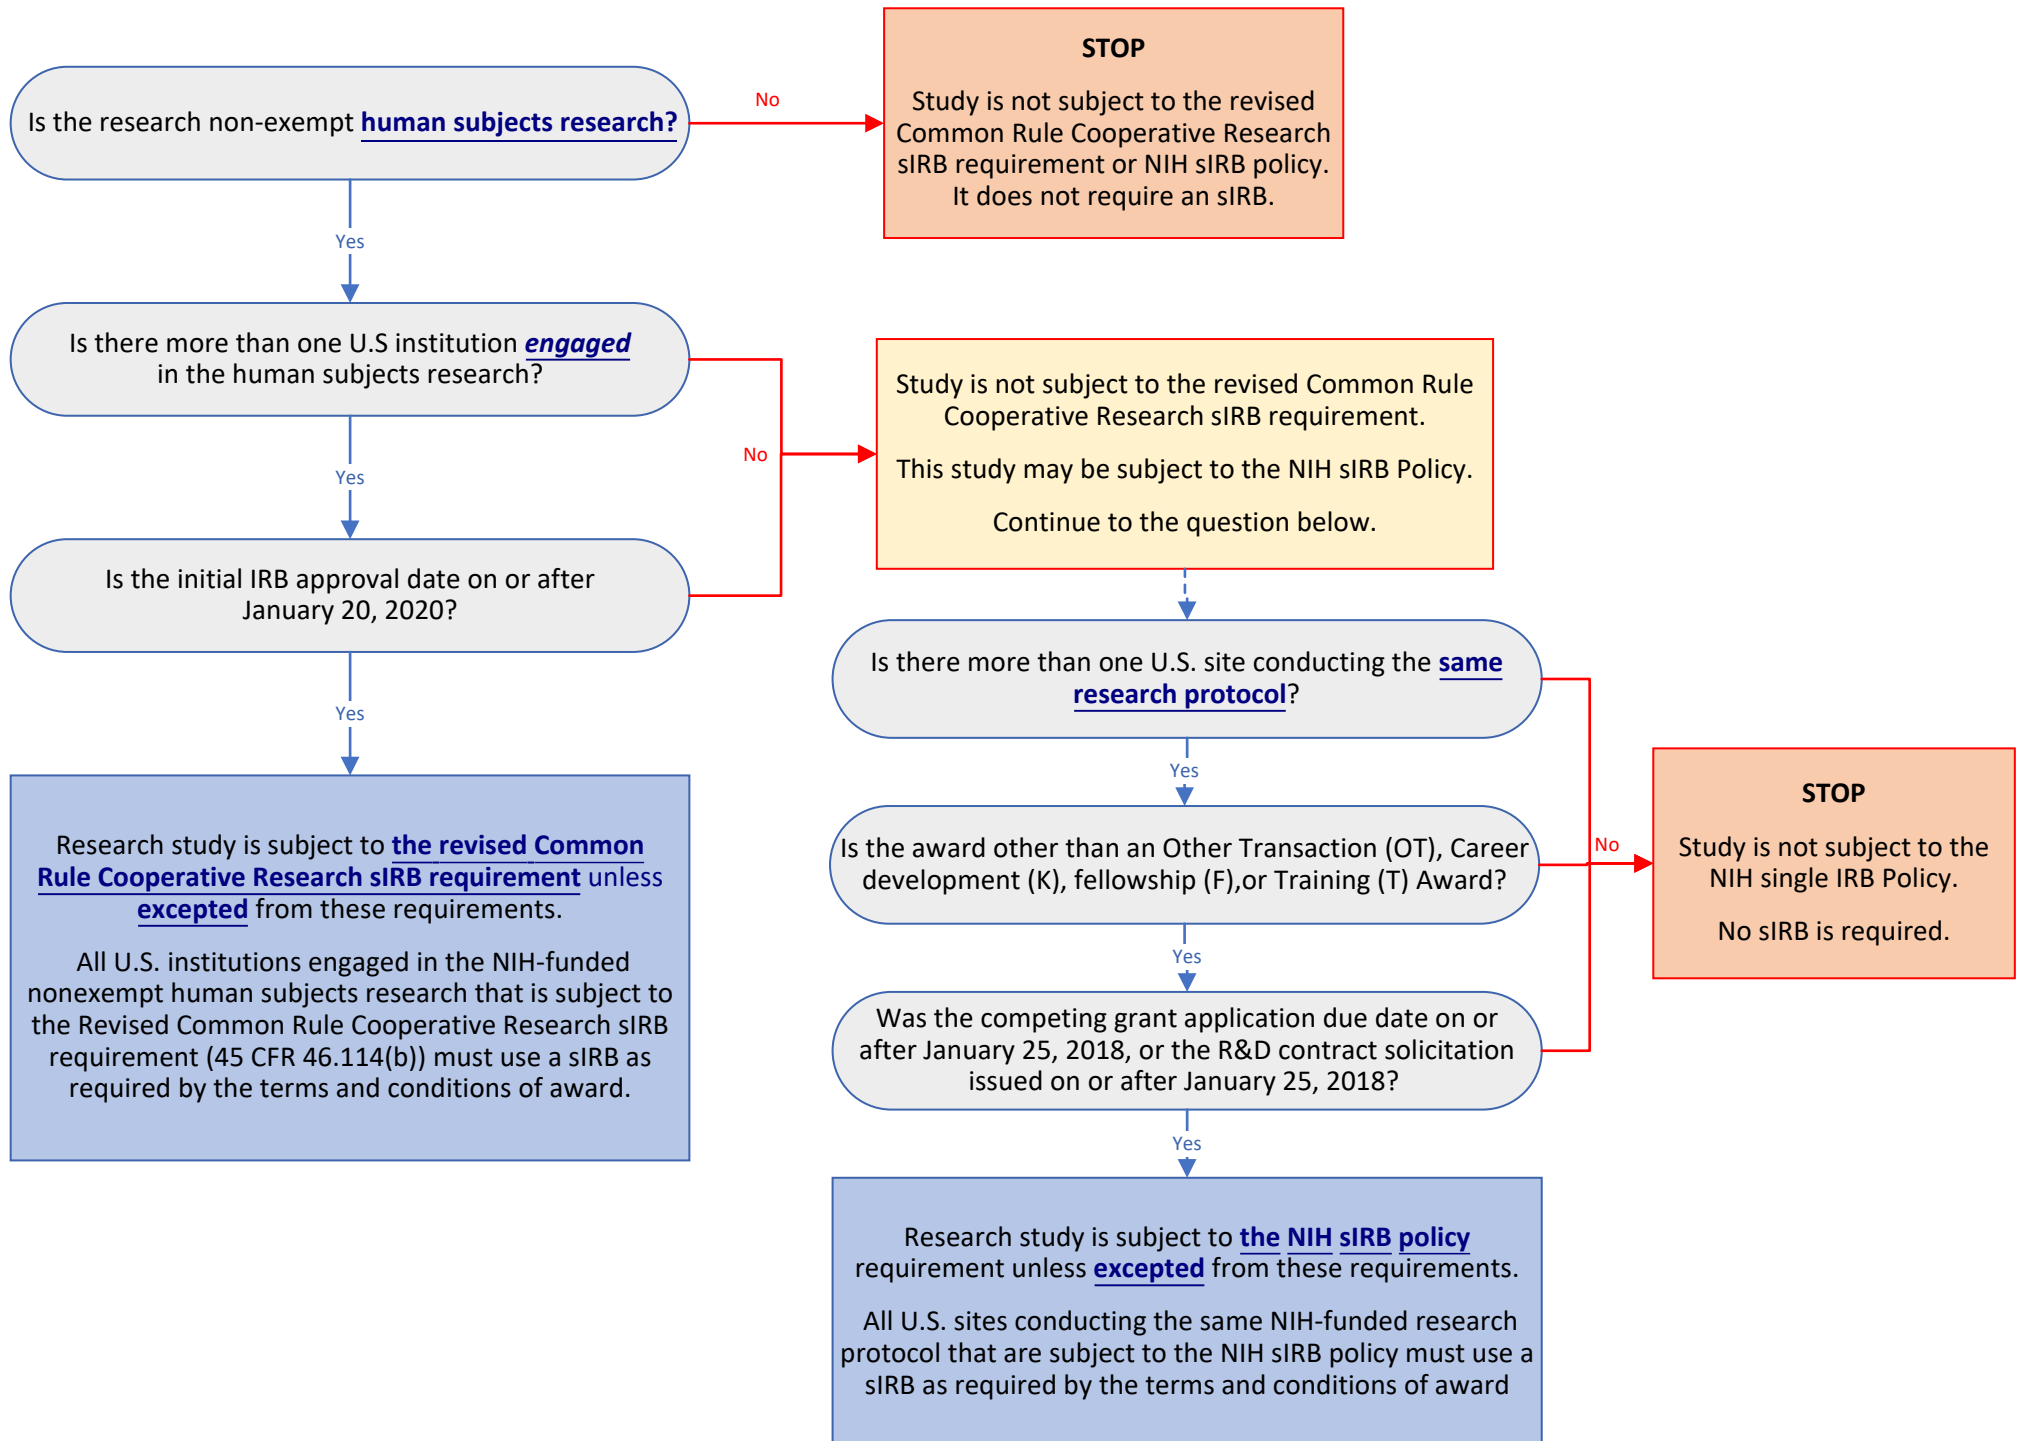 STOP
Study is not subject to the revised
Common Rule Cooperative Research
sIRB requirement or NIH sIRB policy.
It does not require an sIRB.
Is the research non-exempt human subjects research?
No
Yes
Is there more than one U.S institution engaged
in the human subjects research?
Yes
No
Study is not subject to the revised Common Rule
Cooperative Research sIRB requirement.
This study may be subject to the NIH sIRB Policy.
Continue to the question below.
Is the initial IRB approval date on or after
January 20, 2020?
Yes
Research study is subject to the revised Common
Rule Cooperative Research sIRB requirement unless
excepted from these requirements.
All U.S. institutions engaged in the NIH-funded
nonexempt human subjects research that is subject to
the Revised Common Rule Cooperative Research sIRB
requirement (45 CFR 46.114(b)) must use a sIRB as
required by the terms and conditions of award.
Is there more than one U.S. site conducting the same
research protocol?
Yes
Is the award other than an Other Transaction (OT), Career
development (K), fellowship (F),or Training (T) Award?
No
STOP
Study is not subject to the
NIH single IRB Policy.
No sIRB is required.
Yes
Was the competing grant application due date on or
after January 25, 2018, or the R&D contract solicitation
issued on or after January 25, 2018?
Yes
Research study is subject to the NIH sIRB policy
requirement unless excepted from these requirements.
All U.S. sites conducting the same NIH-funded research
protocol that are subject to the NIH sIRB policy must use a
sIRB as required by the terms and conditions of award